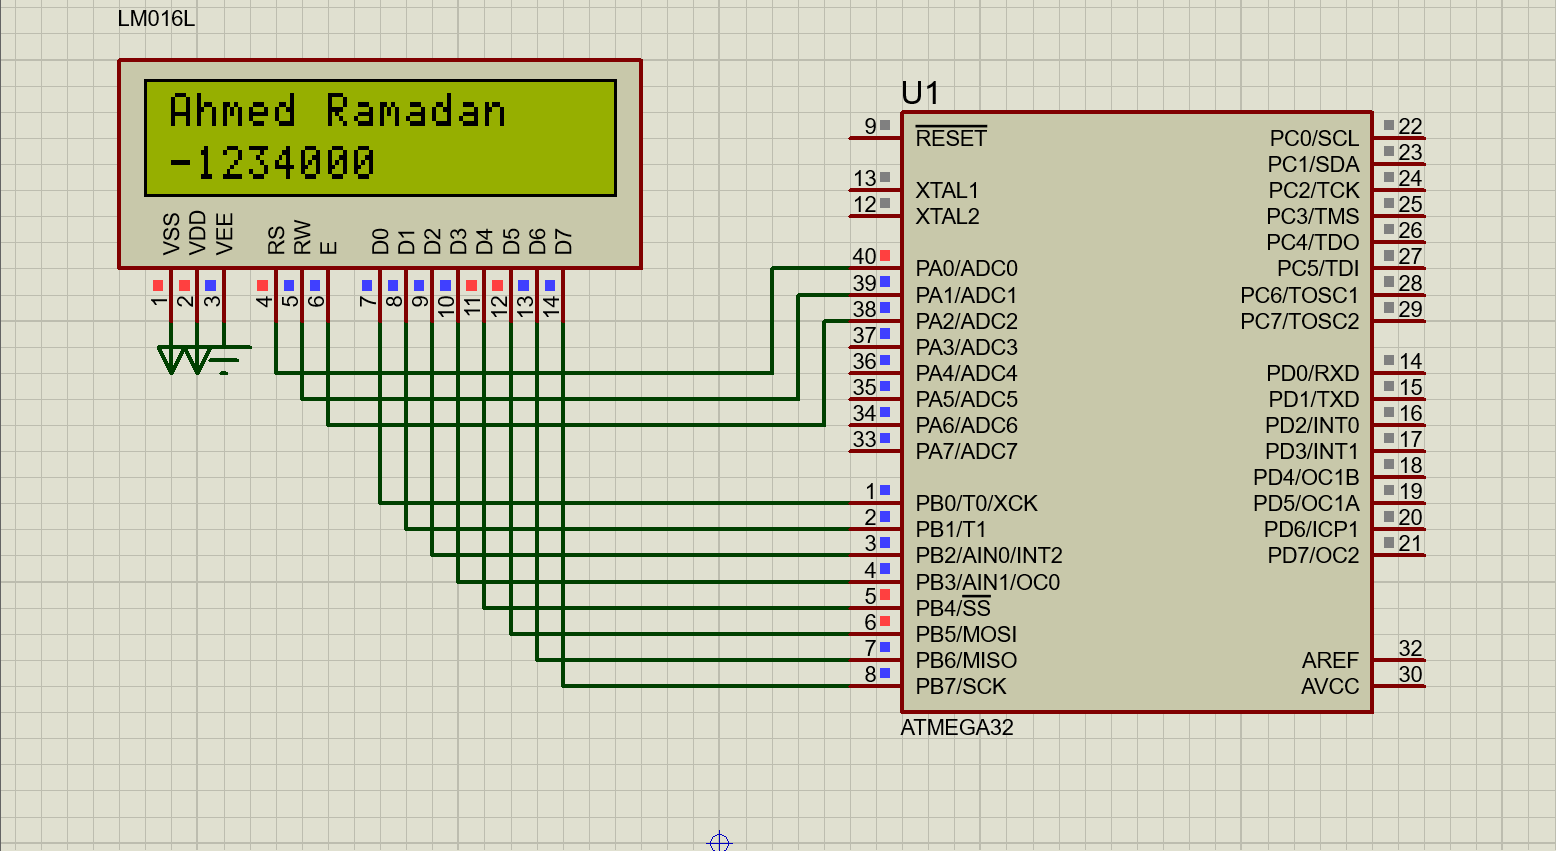 LM016L
Ahmed Ramadan
-1234000
VSS VDD VEE RS RW E D0 D1 D2 D3 D4 D5 D6 D7
1 2 3 4 5 6 7 8 9 10 11 12 13 14
U1
9 RESET
13 XTAL1
12 XTAL2
40 PA0/ADC0
39 PA1/ADC1
38 PA2/ADC2
37 PA3/ADC3
36 PA4/ADC4
35 PA5/ADC5
34 PA6/ADC6
33 PA7/ADC7
1 PB0/T0/XCK
2 PB1/T1
3 PB2/AIN0/INT2
4 PB3/AIN1/OC0
5 PB4/SS
6 PB5/MOSI
7 PB6/MISO
8 PB7/SCK
PC0/SCL 22
PC1/SDA 23
PC2/TCK 24
PC3/TMS 25
PC4/TDO 26
PC5/TDI 27
PC6/TOSC1 28
PC7/TOSC2 29
PD0/RXD 14
PD1/TXD 15
PD2/INT0 16
PD3/INT1 17
PD4/OC1B 18
PD5/OC1A 19
PD6/ICP1 20
PD7/OC2 21
AREF 32
AVCC 30
ATMEGA32